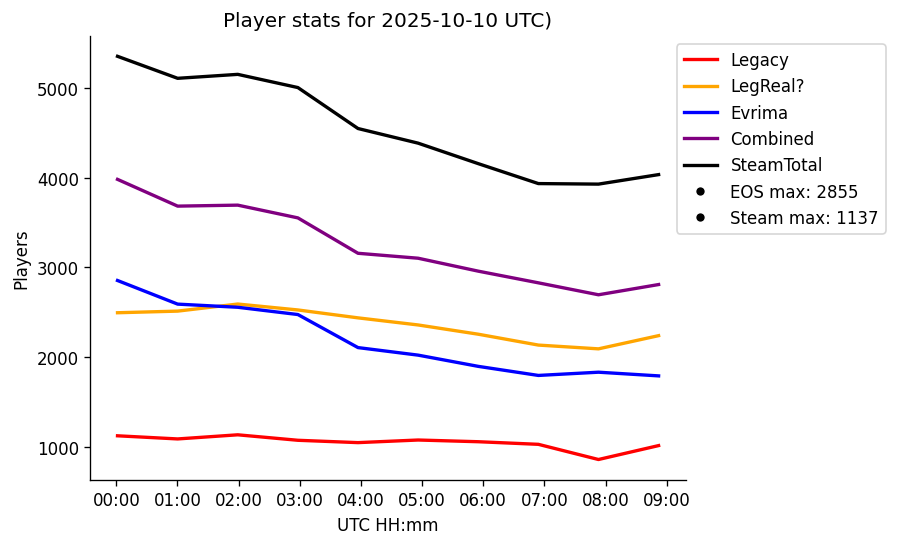 Player stats for 2025-10-10 UTC)
Legacy
LegReal?
Evrima
Combined
SteamTotal
EOS max: 2855
Steam max: 1137
Players
5000
4000
3000
2000
1000
00:00 01:00 02:00 03:00 04:00 05:00 06:00 07:00 08:00 09:00
UTC HH:mm